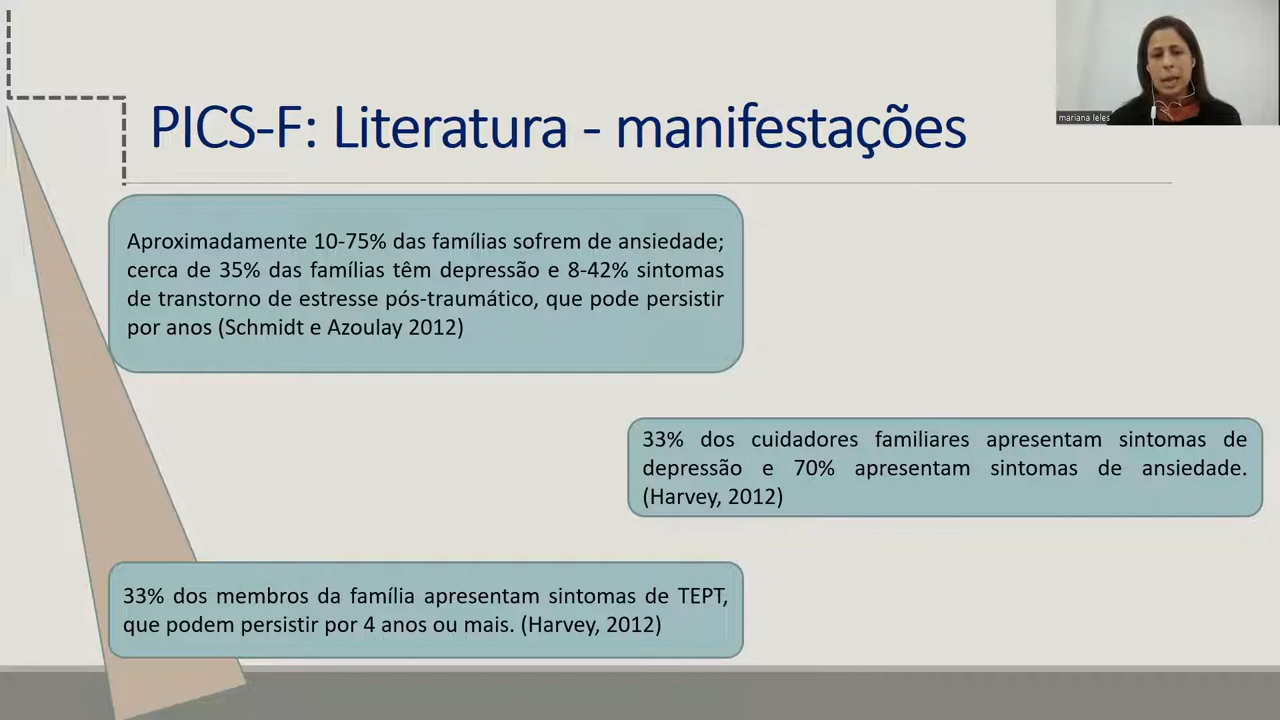 PICS-F: Literatura - manifestações
mariana leles
Aproximadamente 10-75% das famílias sofrem de ansiedade;
cerca de 35% das famílias têm depressão e 8-42% sintomas
de transtorno de estresse pós-traumático, que pode persistir
por anos (Schmidt e Azoulay 2012)
33% dos cuidadores familiares apresentam sintomas de
depressão e 70% apresentam sintomas de ansiedade.
(Harvey, 2012)
33% dos membros da família apresentam sintomas de TEPT,
que podem persistir por 4 anos ou mais. (Harvey, 2012)